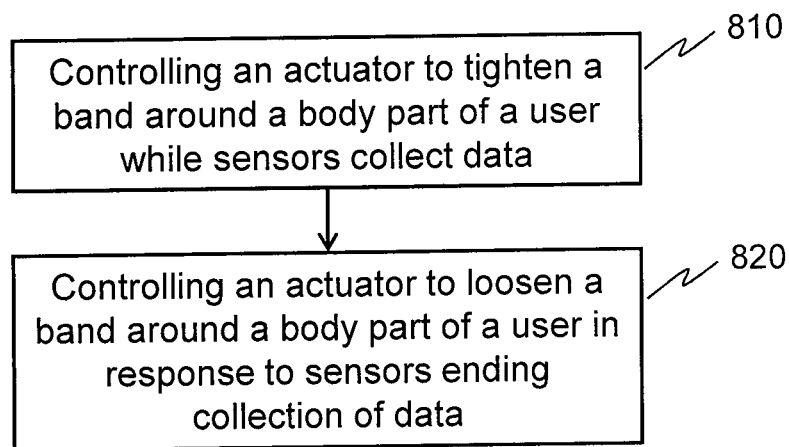 810
Controlling an actuator to tighten a
band around a body part of a user
while sensors collect data
820
Controlling an actuator to loosen a
band around a body part of a user in
response to sensors ending
collection of data